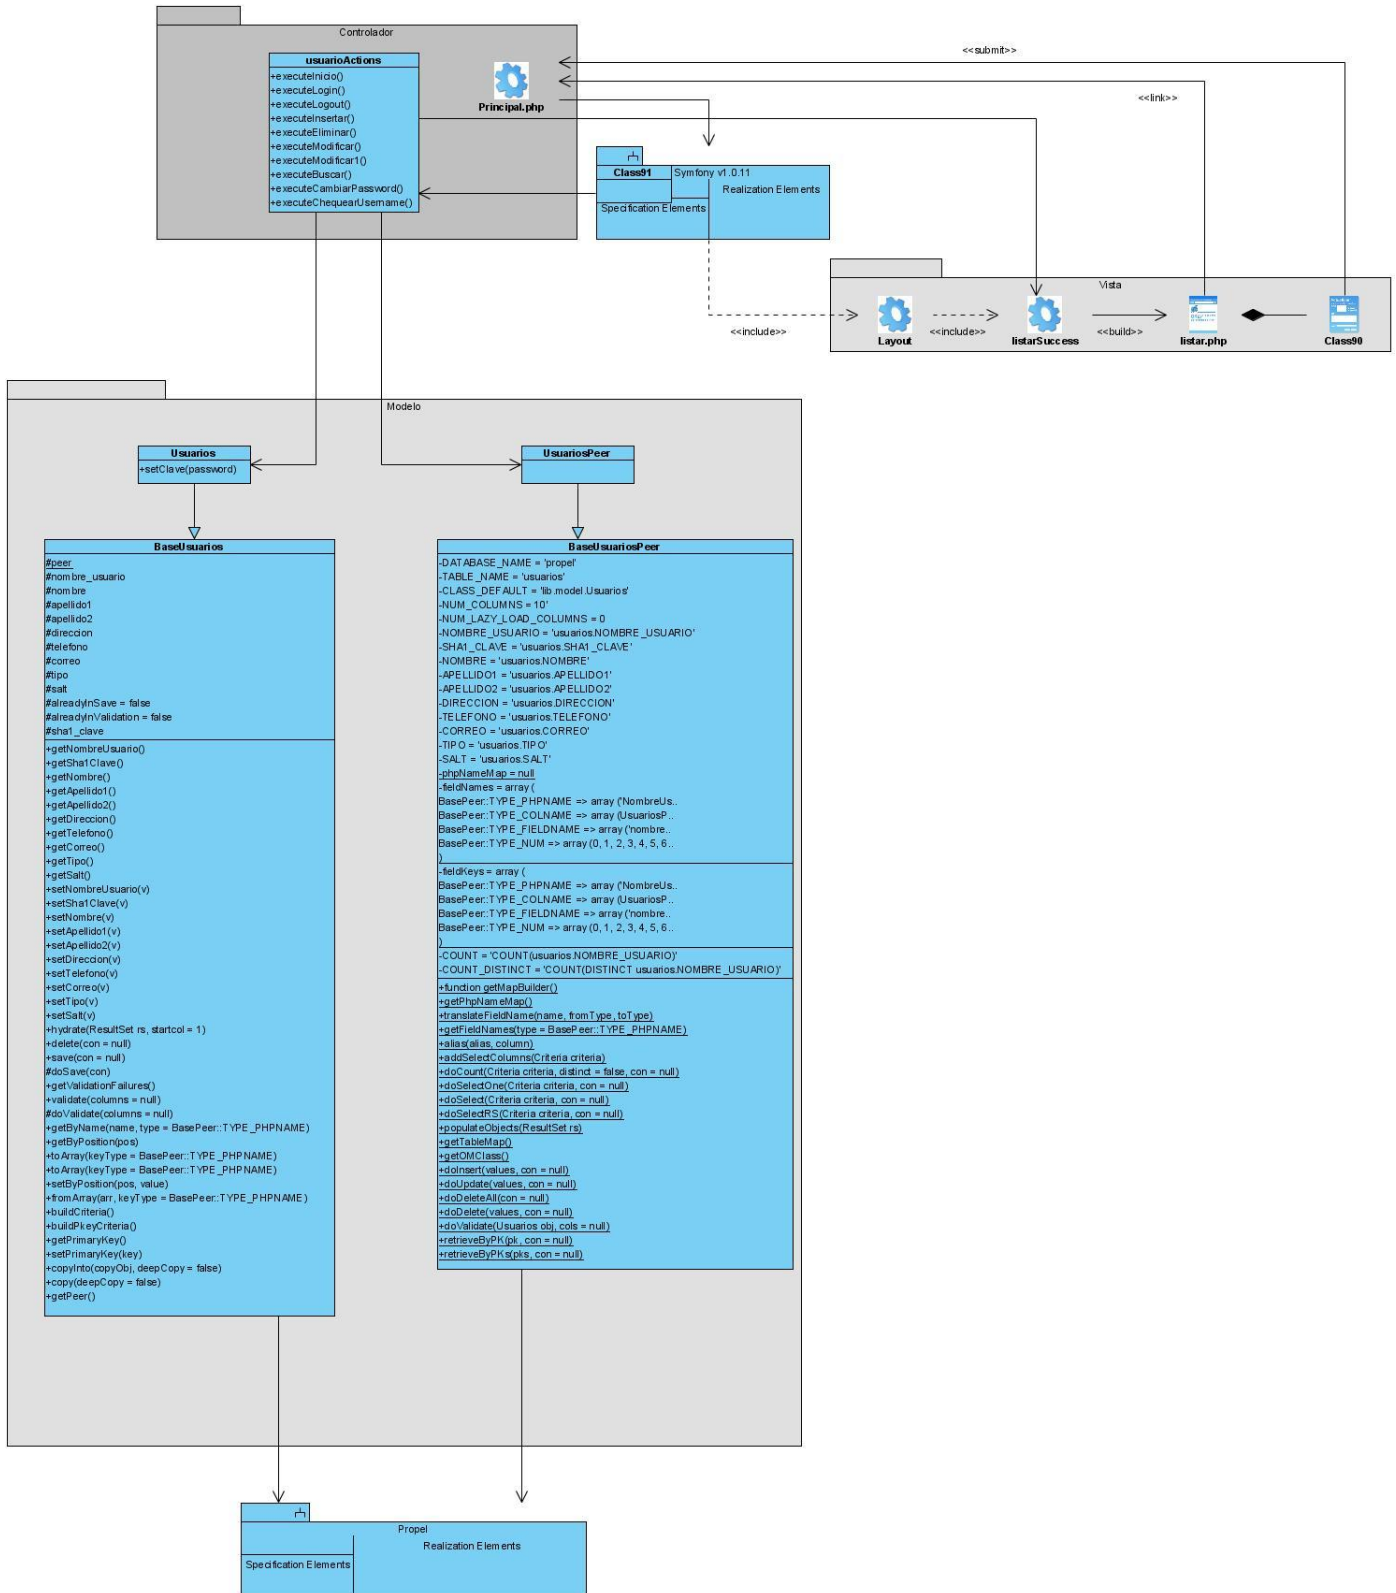 Controlador
usuarioActions
+executeInicio()
+executeLogin()
+executeLogout()
+executeInsertar()
+executeEliminar()
+executeModificar()
+executeModificar1()
+executeBuscar()
+executeCambiarPassword()
+executeChequearUsername()
Principal.php
<<submit>>
<<link>>
Class91
Symfony v1.0.11
Realization Elements
Specification Elements
Vista
<<include>>
Layout
<<include>>
listarSuccess
<<build>>
listar.php
Class90
Modelo
Usuarios
+setClave(password)
UsuariosPeer
BaseUsuarios
#peer
#nombre_usuario
#nombre
#apellido1
#apellido2
#direccion
#telefono
#correo
#tipo
#salt
#alreadyInSave = false
#alreadyInValidation = false
#sha1_clave
+getNombreUsuario()
+getSha1Clave()
+getNombre()
+getApellido1()
+getApellido2()
+getDireccion()
+getTelefono()
+getCorreo()
+getTipo()
+getSalt()
+setNombreUsuario(v)
+setSha1Clave(v)
+setNombre(v)
+setApellido1(v)
+setApellido2(v)
+setDireccion(v)
+setTelefono(v)
+setCorreo(v)
+setTipo(v)
+setSalt(v)
+hydrate(ResultSet rs, startcol = 1)
+delete(con = null)
+save(con = null)
#doSave(con)
+getValidationFailures()
+validate(columns = null)
#doValidate(columns = null)
+getByName(name, type = BasePeer::TYPE_PHPNAME)
+getByPosition(pos)
+toArray(keyType = BasePeer::TYPE_PHPNAME)
+toArray(keyType = BasePeer::TYPE_PHPNAME)
+setByPosition(pos, value)
+fromArray(arr, keyType = BasePeer::TYPE_PHPNAME)
+buildCriteria()
+buildPkeyCriteria()
+getPrimaryKey()
+setPrimaryKey(key)
+copyInto(copyObj, deepCopy = false)
+copy(deepCopy = false)
+getPeer()
BaseUsuariosPeer
-DATABASE_NAME = 'propel'
-TABLE_NAME = 'usuarios'
-CLASS_DEFAULT = 'lib.model.Usuarios'
-NUM_COLUMNS = 10'
-NUM_LAZY_LOAD_COLUMNS = 0
-NOMBRE_USUARIO = 'usuarios.NOMBRE_USUARIO'
-SHA1_CLAVE = 'usuarios.SHA1_CLAVE'
-NOMBRE = 'usuarios.NOMBRE'
-APELLIDO1 = 'usuarios.APELLIDO1'
-APELLIDO2 = 'usuarios.APELLIDO2'
-DIRECCION = 'usuarios.DIRECCION'
-TELEFONO = 'usuarios.TELEFONO'
-CORREO = 'usuarios.CORREO'
-TIPO = 'usuarios.TIPO'
-SALT = 'usuarios.SALT'
-phpNameMap = null
-fieldNames = array (
BasePeer::TYPE_PHPNAME => array ('NombreUs..
BasePeer::TYPE_COLNAME => array (UsuariosP..
BasePeer::TYPE_FIELDNAME => array ('nombre..
BasePeer::TYPE_NUM => array (0, 1, 2, 3, 4, 5, 6..
)
-fieldKeys = array (
BasePeer::TYPE_PHPNAME => array ('NombreUs..
BasePeer::TYPE_COLNAME => array (UsuariosP..
BasePeer::TYPE_FIELDNAME => array ('nombre..
BasePeer::TYPE_NUM => array (0, 1, 2, 3, 4, 5, 6..
)
-COUNT = 'COUNT(usuarios.NOMBRE_USUARIO)'
-COUNT_DISTINCT = 'COUNT(DISTINCT usuarios.NOMBRE_USUARIO)'
+function getMapBuilder()
+getPhpNameMap()
+translateFieldName(name, fromType, toType)
+getFieldNames(type = BasePeer::TYPE_PHPNAME)
+alias(alias, column)
+addSelectColumns(Criteria criteria)
+doCount(Criteria criteria, distinct = false, con = null)
+doSelectOne(Criteria criteria, con = null)
+doSelect(Criteria criteria, con = null)
+doSelectRS(Criteria criteria, con = null)
+populateObjects(ResultSet rs)
+getTableMap()
+getOMClass()
+doInsert(values, con = null)
+doUpdate(values, con = null)
+doDeleteAll(con = null)
+doDelete(values, con = null)
+doValidate(Usuarios obj, cols = null)
+retrieveByPK(pk, con = null)
+retrieveByPKs(pks, con = null)
Propel
Realization Elements
Specification Elements